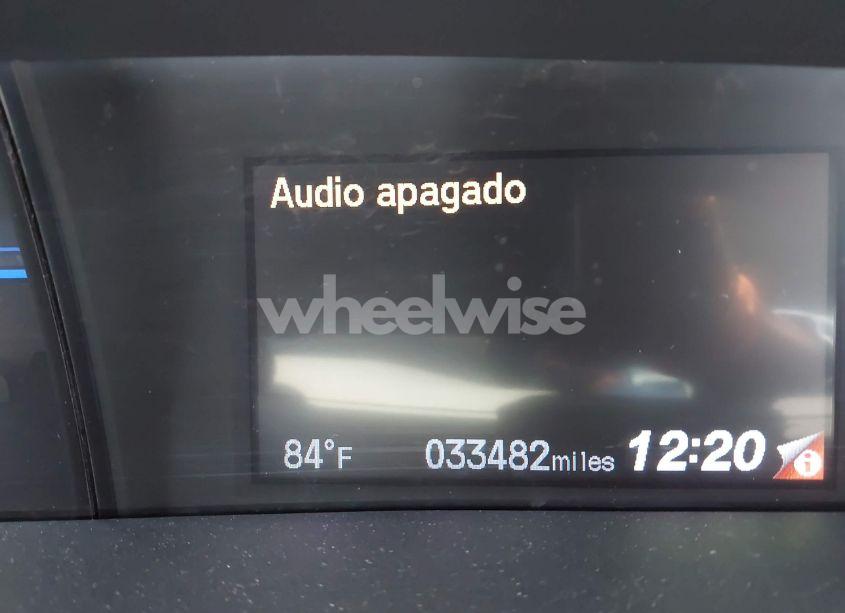 Audio apagado
wheelwise
84°F 033482miles 12:20 i